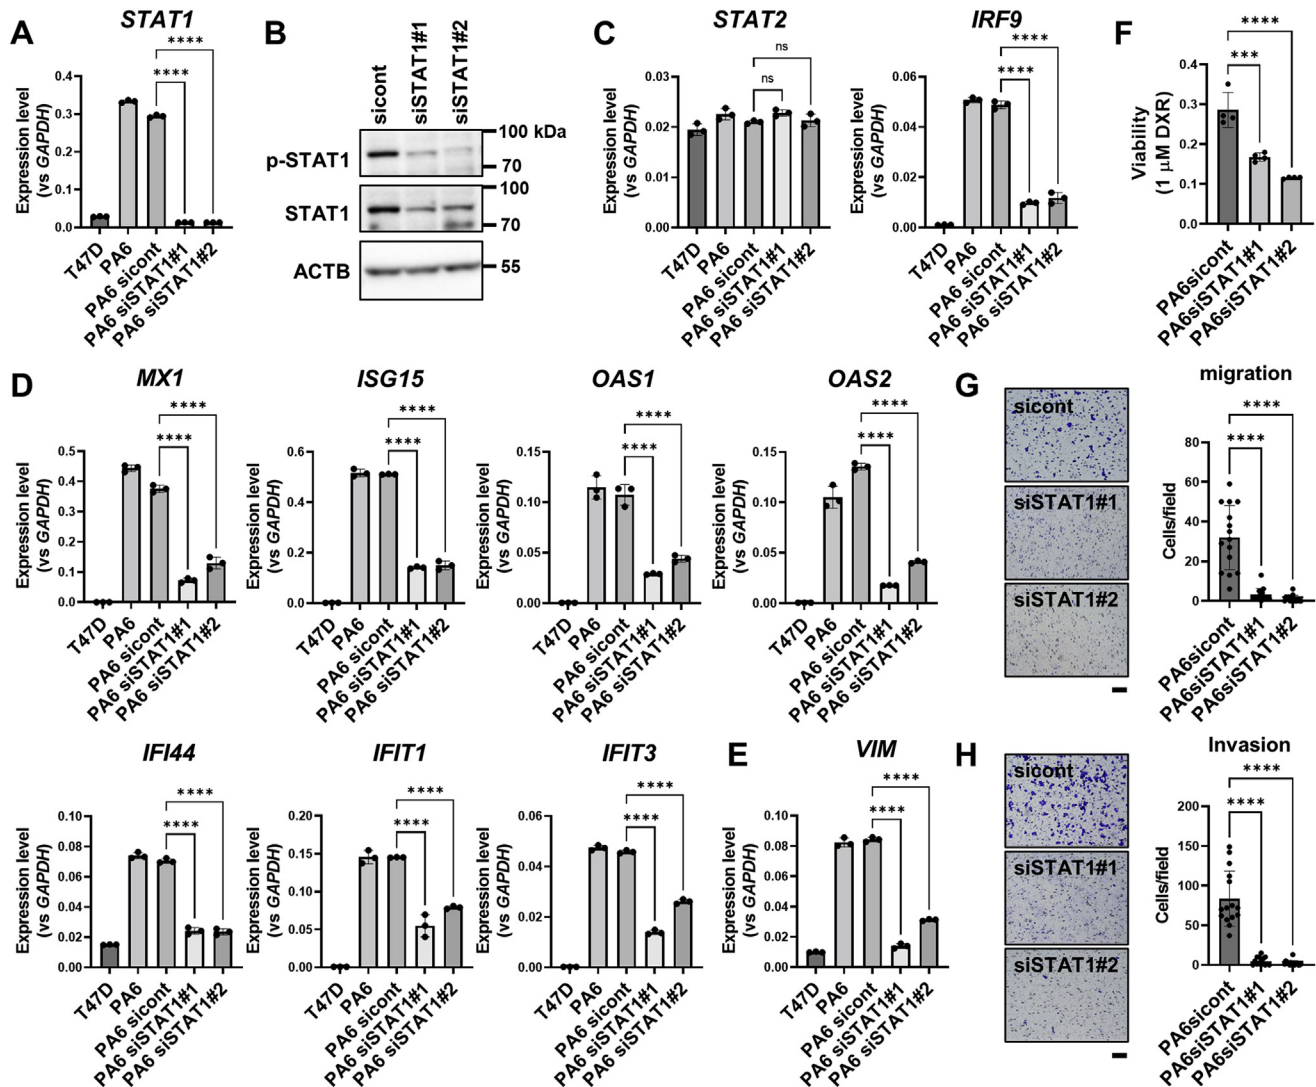 A
STAT1
Expression level
(vs GAPDH)
0.4
0.3
0.2
0.1
0.0
****
****
T47D
PA6
PA6 sicont
PA6 siSTAT1#1
PA6 siSTAT1#2
B
sicont
siSTAT1#1
siSTAT1#2
p-STAT1
STAT1
ACTB
100 kDa
70
100
70
55
C
STAT2
Expression level
(vs GAPDH)
0.03
0.02
0.01
0.00
ns
ns
T47D
PA6
PA6 sicont
PA6 siSTAT1#1
PA6 siSTAT1#2
IRF9
Expression level
(vs GAPDH)
0.06
0.04
0.02
0.00
****
****
T47D
PA6
PA6 sicont
PA6 siSTAT1#1
PA6 siSTAT1#2
F
Viability
(1 μM DXR)
0.4
0.3
0.2
0.1
0.0
****
***
PA6sicont
PA6siSTAT1#1
PA6siSTAT1#2
D
MX1
Expression level
(vs GAPDH)
0.5
0.4
0.3
0.2
0.1
0.0
****
****
T47D
PA6
PA6 sicont
PA6 siSTAT1#1
PA6 siSTAT1#2
ISG15
Expression level
(vs GAPDH)
0.6
0.4
0.2
0.0
****
****
T47D
PA6
PA6 sicont
PA6 siSTAT1#1
PA6 siSTAT1#2
OAS1
Expression level
(vs GAPDH)
0.15
0.10
0.05
0.00
****
****
T47D
PA6
PA6 sicont
PA6 siSTAT1#1
PA6 siSTAT1#2
OAS2
Expression level
(vs GAPDH)
0.15
0.10
0.05
0.00
****
****
T47D
PA6
PA6 sicont
PA6 siSTAT1#1
PA6 siSTAT1#2
G
sicont
siSTAT1#1
siSTAT1#2
migration
Cells/field
80
60
40
20
0
****
****
PA6sicont
PA6siSTAT1#1
PA6siSTAT1#2
IFI44
Expression level
(vs GAPDH)
0.10
0.08
0.06
0.04
0.02
0.00
****
****
T47D
PA6
PA6 sicont
PA6 siSTAT1#1
PA6 siSTAT1#2
IFIT1
Expression level
(vs GAPDH)
0.20
0.15
0.10
0.05
0.00
****
****
T47D
PA6
PA6 sicont
PA6 siSTAT1#1
PA6 siSTAT1#2
IFIT3
Expression level
(vs GAPDH)
0.06
0.04
0.02
0.00
****
****
T47D
PA6
PA6 sicont
PA6 siSTAT1#1
PA6 siSTAT1#2
E
VIM
Expression level
(vs GAPDH)
0.10
0.08
0.06
0.04
0.02
0.00
****
****
T47D
PA6
PA6 sicont
PA6 siSTAT1#1
PA6 siSTAT1#2
H
sicont
siSTAT1#1
siSTAT1#2
Invasion
Cells/field
200
150
100
50
0
****
****
PA6sicont
PA6siSTAT1#1
PA6siSTAT1#2